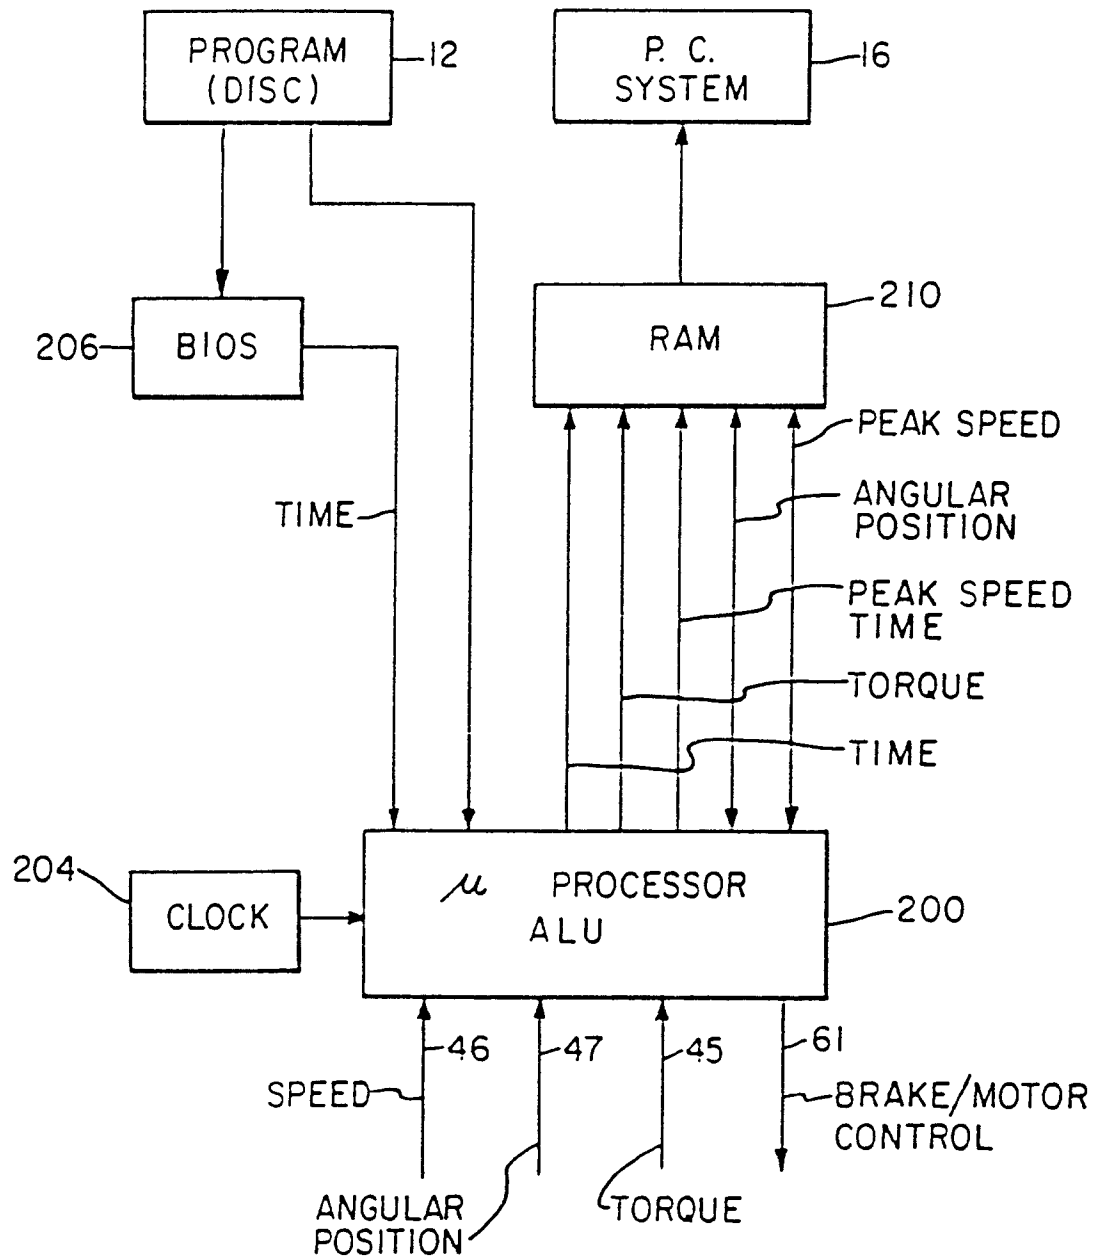 PROGRAM
(DISC)
12
P. C.
SYSTEM
16
206
BIOS
RAM
210
PEAK SPEED
TIME
ANGULAR
POSITION
PEAK SPEED
TIME
TORQUE
TIME
204
CLOCK
μ PROCESSOR
ALU
200
46
47
45
61
SPEED
BRAKE/MOTOR
CONTROL
ANGULAR
POSITION
TORQUE